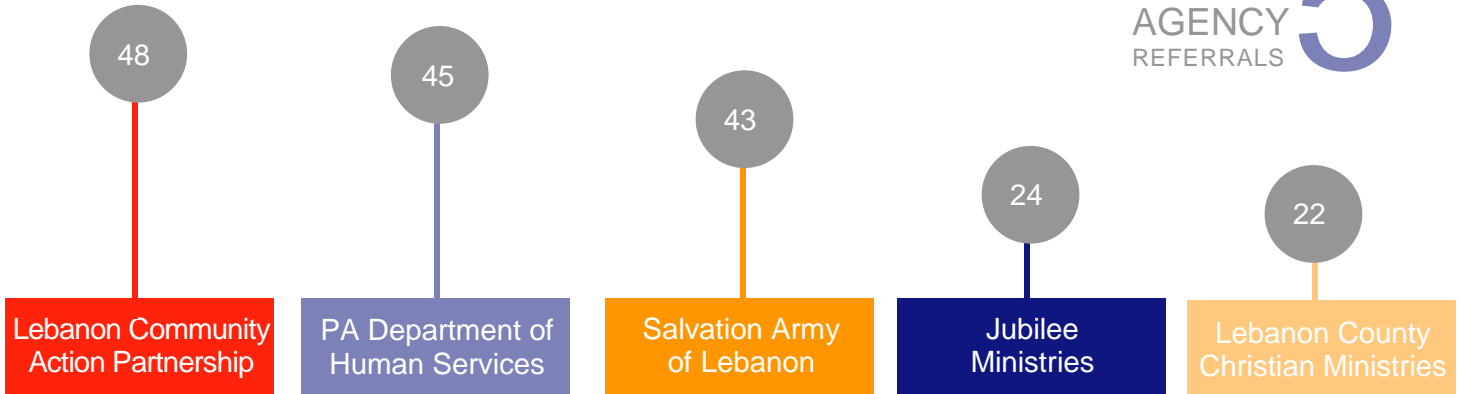 AGENCY
REFERRALS
48
45
43
24
22
Lebanon Community
Action Partnership
PA Department of
Human Services
Salvation Army
of Lebanon
Jubilee
Ministries
Lebanon County
Christian Ministries